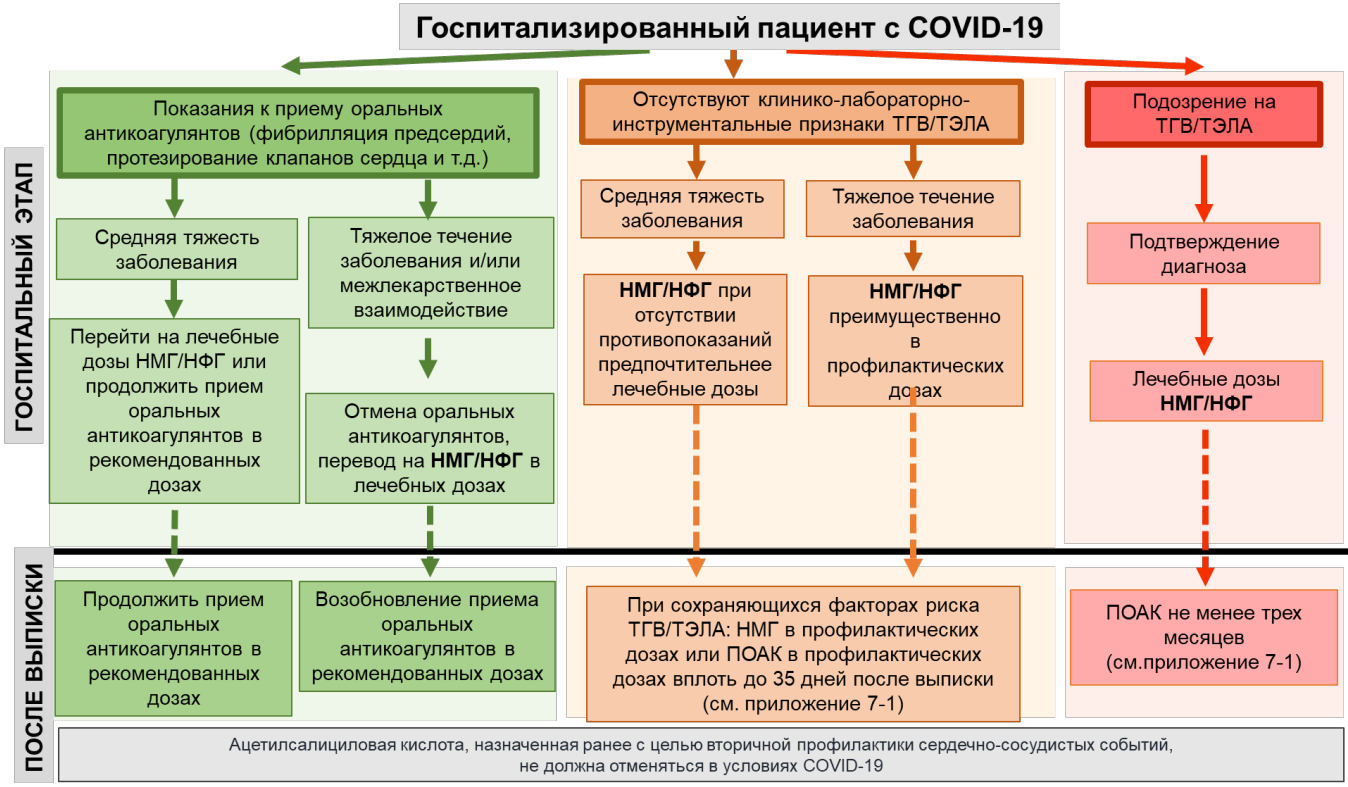 Госпитализированный пациент с COVID-19
ГОСПИТАЛЬНЫЙ ЭТАП
Показания к приему оральных
антикоагулянтов (фибрилляция предсердий,
протезирование клапанов сердца и т.д.)
Средняя тяжесть
заболевания
Перейти на лечебные
дозы НМГ/НФГ или
продолжить прием
оральных
антикоагулянтов в
рекомендованных
дозах
Тяжелое течение
заболевания и/или
межлекарственное
взаимодействие
Отмена оральных
антикоагулянтов,
перевод на НМГ/НФГ в
лечебных дозах
Отсутствуют клинико-лабораторно-
инструментальные признаки ТГВ/ТЭЛА
Средняя тяжесть
заболевания
НМГ/НФГ при
отсутствии
противопоказаний
предпочтительнее
лечебные дозы
Тяжелое течение
заболевания
НМГ/НФГ
преимущественно
в
профилактических
дозах
Подозрение на
ТГВ/ТЭЛА
Подтверждение
диагноза
Лечебные дозы
НМГ/НФГ
ПОСЛЕ ВЫПИСКИ
Продолжить прием
оральных
антикоагулянтов в
рекомендованных
дозах
Возобновление приема
оральных
антикоагулянтов в
рекомендованных дозах
При сохраняющихся факторах риска
ТГВ/ТЭЛА: НМГ в профилактических
дозах или ПОАК в профилактических
дозах вплоть до 35 дней после выписки
(см. приложение 7-1)
ПОАК не менее трех
месяцев
(см.приложение 7-1)
Ацетилсалициловая кислота, назначенная ранее с целью вторичной профилактики сердечно-сосудистых событий,
не должна отменяться в условиях COVID-19